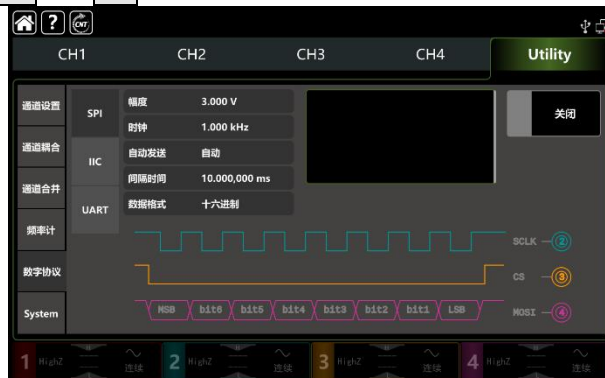 ? CNT
CH1 CH2 CH3 CH4 Utility
通道设置
通道耦合
通道合并
频率计
数字协议
System
SPI
IIC
UART
幅度 3.000 V
时钟 1.000 kHz
自动发送 自动
间隔时间 10.000,000 ms
数据格式 十六进制
关闭
SCLK 2
CS 3
MSB bit6 bit5 bit4 bit3 bit2 bit1 LSB MOSI 4
1 HighZ 连续 2 HighZ 连续 3 HighZ 连续 4 HighZ 连续